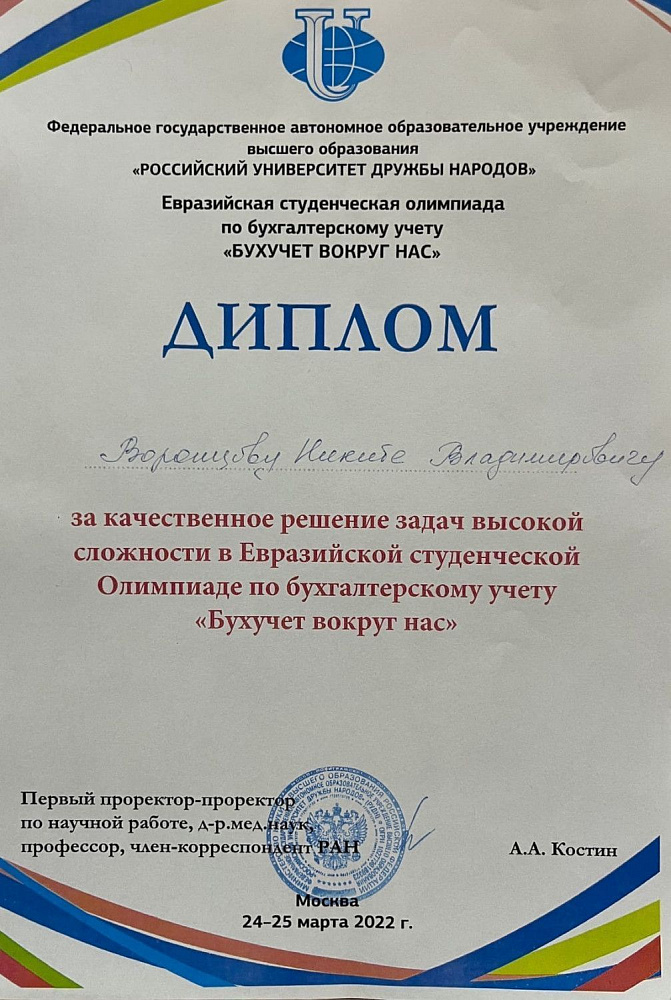 Федеральное государственное автономное образовательное учреждение
высшего образования
«РОССИЙСКИЙ УНИВЕРСИТЕТ ДРУЖБЫ НАРОДОВ»
Евразийская студенческая олимпиада
по бухгалтерскому учету
«БУХУЧЕТ ВОКРУГ НАС»
ДИПЛОМ
Воронцову Никите Владимировичу
за качественное решение задач высокой
сложности в Евразийской студенческой
Олимпиаде по бухгалтерскому учету
«Бухучет вокруг нас»
Первый проректор-проректор
по научной работе, д-р.мед.наук,
профессор, член-корреспондент РАН
А.А. Костин
Москва
24-25 марта 2022 г.